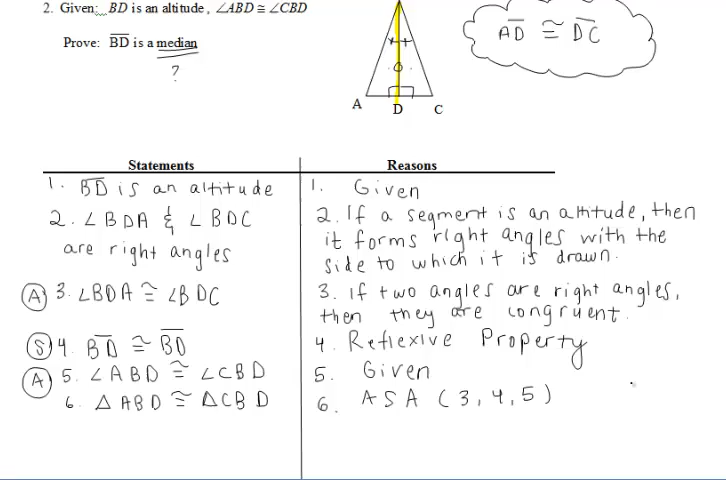 2. Given: BD is an altitude, ∠ABD ≅ ∠CBD
Prove: BD is a median
?
AD ≅ DC
A D C
Statements Reasons
1. BD is an altitude
1. Given
2. ∠BDA & ∠BDC
are right angles
2. If a segment is an altitude, then
it forms right angles with the
side to which it is drawn.
(A) 3. ∠BDA ≅ ∠BDC
3. If two angles are right angles,
then they are congruent.
(S) 4. BD ≅ BD
4. Reflexive Property
(A) 5. ∠ABD ≅ ∠CBD
5. Given
6. △ABD ≅ △CBD
6. ASA (3, 4, 5)